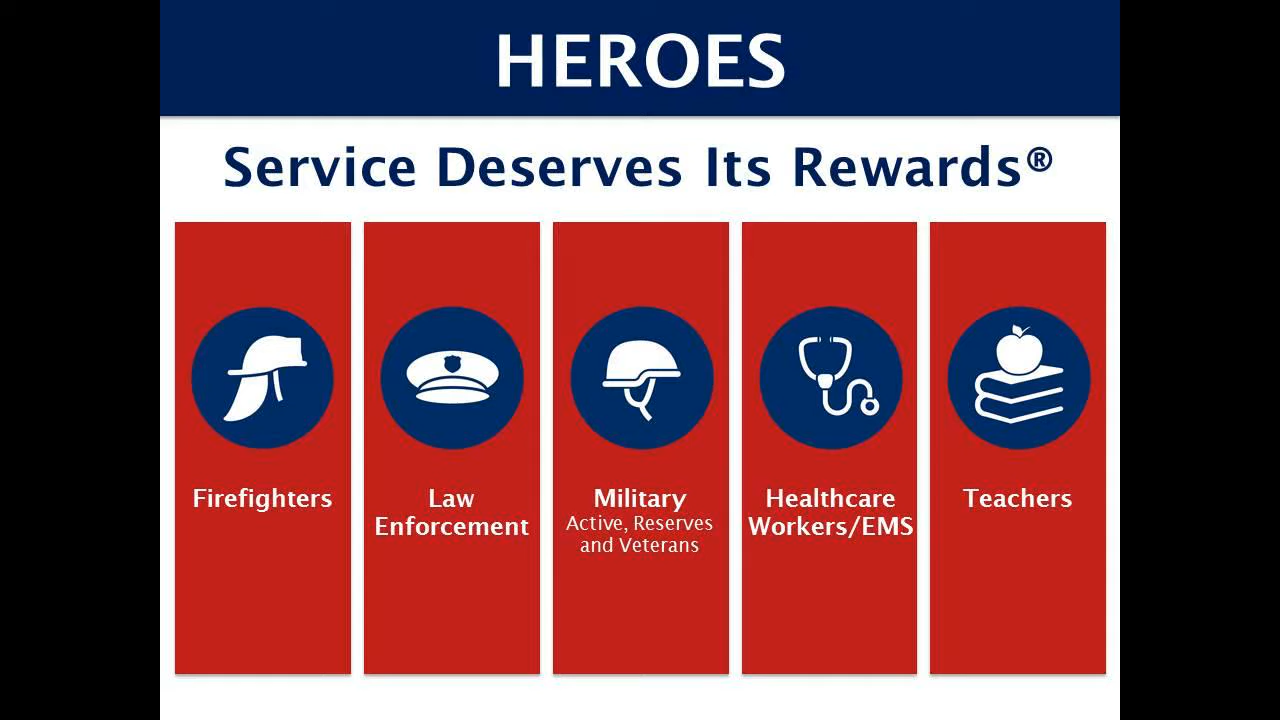 HEROES
Service Deserves Its Rewards®
Firefighters
Law
Enforcement
Military
Active, Reserves
and Veterans
Healthcare
Workers/EMS
Teachers